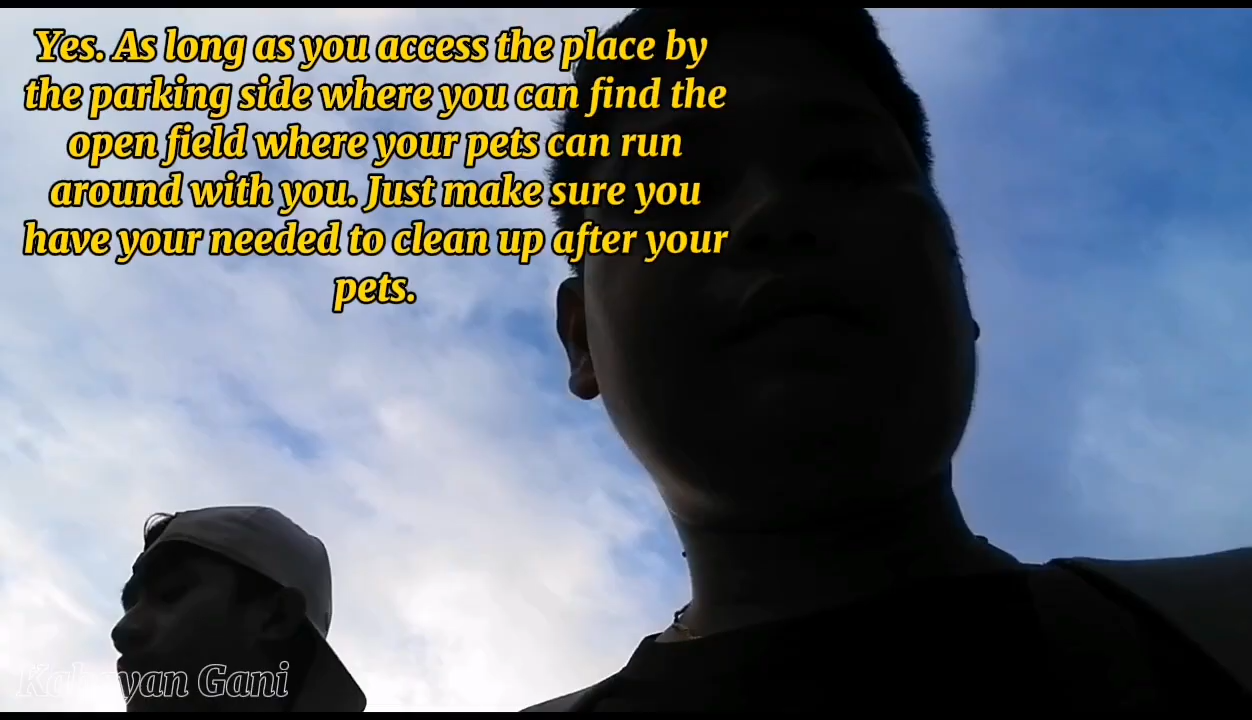 Yes. As long as you access the place by
the parking side where you can find the
open field where your pets can run
around with you. Just make sure you
have your needed to clean up after your
pets.
Gani